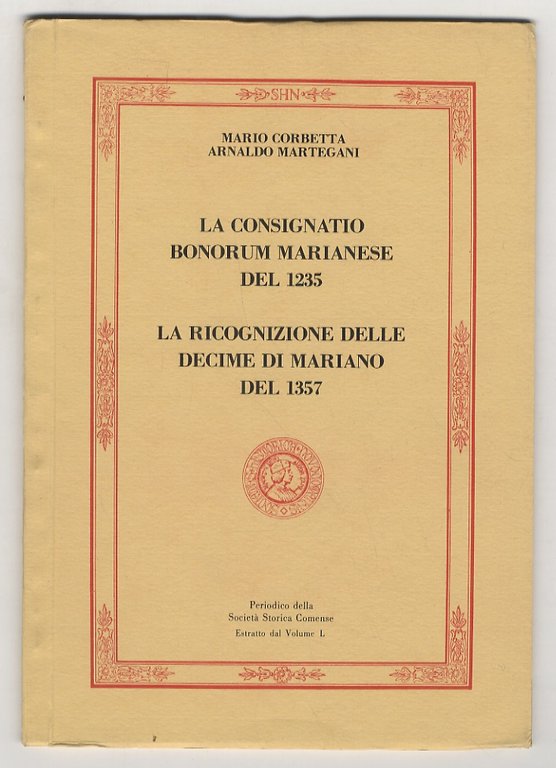 SHN
MARIO CORBETTA
ARNALDO MARTEGANI
LA CONSIGNATIO
BONORUM MARIANESE
DEL 1235
LA RICOGNIZIONE DELLE
DECIME DI MARIANO
DEL 1357
Periodico della
Società Storica Comense
Estratto dal Volume L